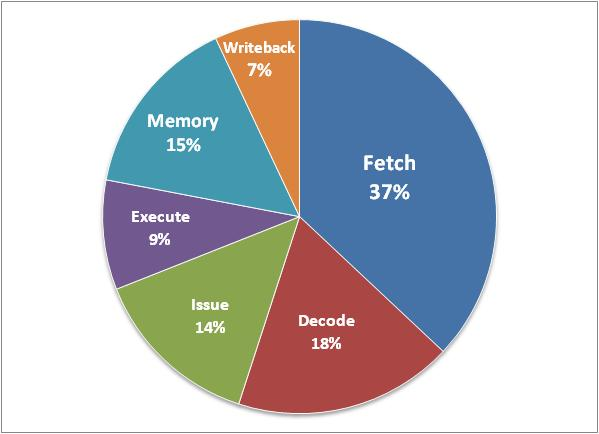 Writeback
7%
Memory
15%
Fetch
37%
Execute
9%
Issue
14%
Decode
18%